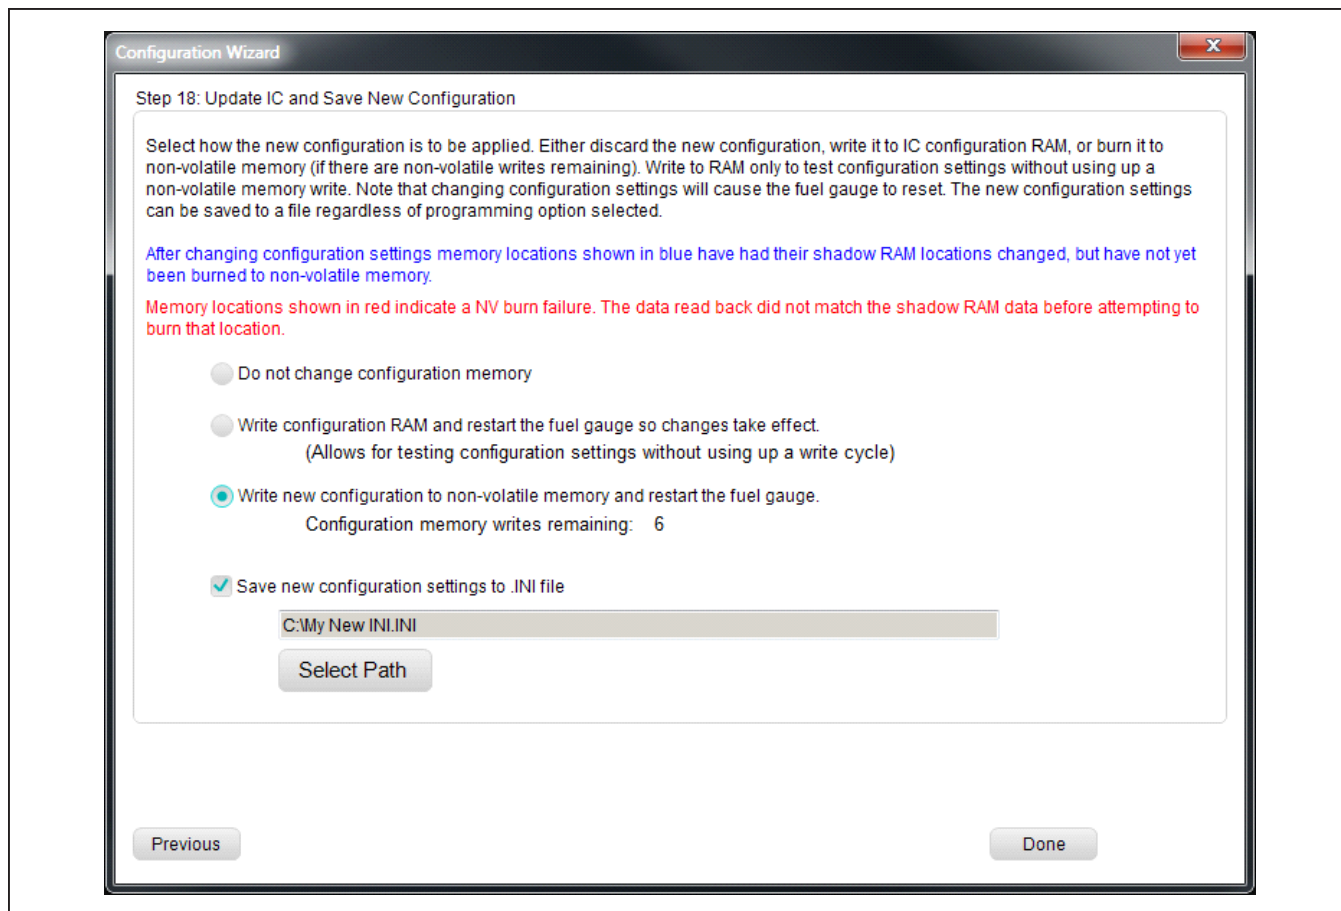 Configuration Wizard
X
Step 18: Update IC and Save New Configuration
Select how the new configuration is to be applied. Either discard the new configuration, write it to IC configuration RAM, or burn it to
non-volatile memory (if there are non-volatile writes remaining). Write to RAM only to test configuration settings without using up a
non-volatile memory write. Note that changing configuration settings will cause the fuel gauge to reset. The new configuration settings
can be saved to a file regardless of programming option selected.
After changing configuration settings memory locations shown in blue have had their shadow RAM locations changed, but have not yet
been burned to non-volatile memory.
Memory locations shown in red indicate a NV burn failure. The data read back did not match the shadow RAM data before attempting to
burn that location.
Do not change configuration memory
Write configuration RAM and restart the fuel gauge so changes take effect.
(Allows for testing configuration settings without using up a write cycle)
Write new configuration to non-volatile memory and restart the fuel gauge.
Configuration memory writes remaining: 6
Save new configuration settings to .INI file
C:\My New INI.INI
Select Path
Previous
Done